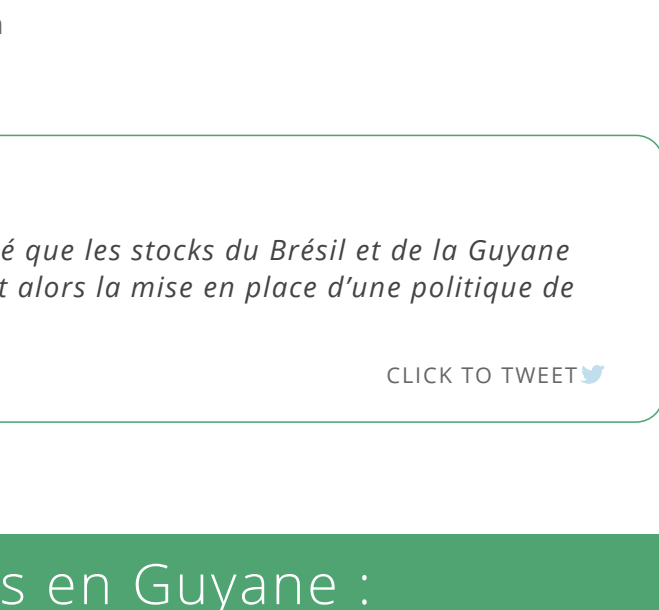 é que les stocks du Brésil et de la Guyane
t alors la mise en place d’une politique de
CLICK TO TWEET
s en Guyane :